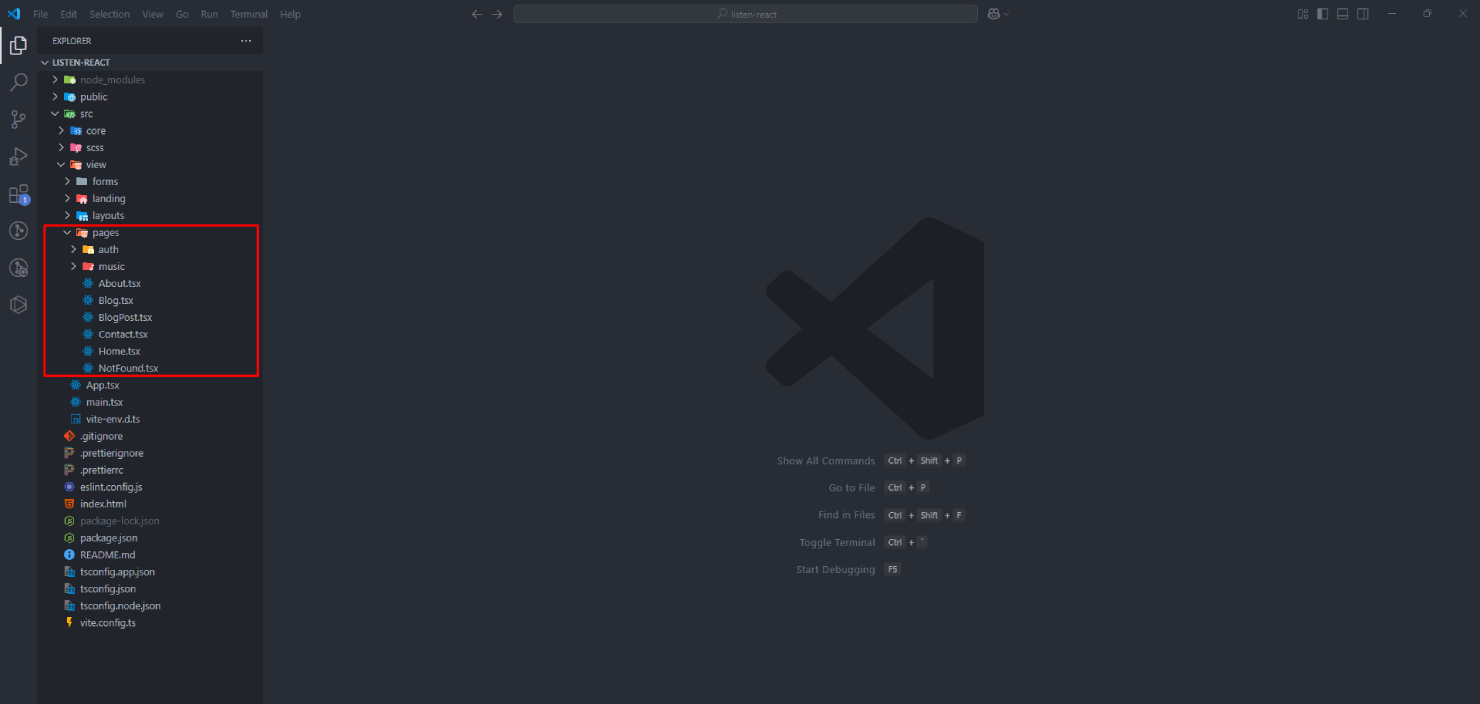 File Edit Selection View Go Run Terminal Help
listen-react
EXPLORER
LISTEN-REACT
node_modules
public
src
core
scss
view
forms
landing
layouts
pages
auth
music
About.tsx
Blog.tsx
BlogPost.tsx
Contact.tsx
Home.tsx
NotFound.tsx
App.tsx
main.tsx
vite-env.d.ts
.gitignore
.prettierignore
.prettierrc
eslint.config.js
index.html
package-lock.json
package.json
README.md
tsconfig.app.json
tsconfig.json
tsconfig.node.json
vite.config.ts
1
Show All Commands Ctrl + Shift + P
Go to File Ctrl + P
Find in Files Ctrl + Shift + F
Toggle Terminal Ctrl + `
Start Debugging F5